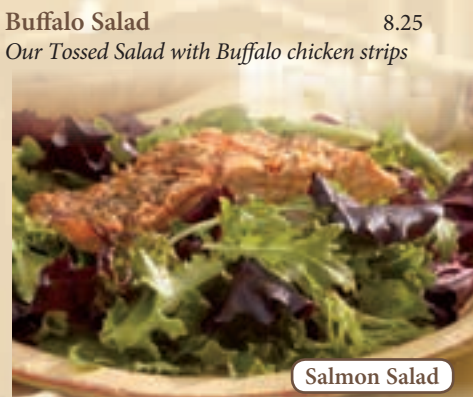 Buffalo Salad 8.25
Our Tossed Salad with Buffalo chicken strips
Salmon Salad